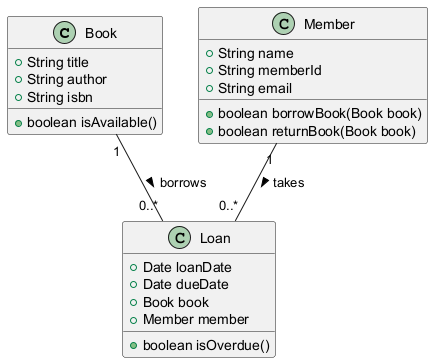 C Book
String title
String author
String isbn
boolean isAvailable()
C Member
String name
String memberId
String email
boolean borrowBook(Book book)
boolean returnBook(Book book)
1
borrows
0..*
1
takes
0..*
C Loan
Date loanDate
Date dueDate
Book book
Member member
boolean isOverdue()